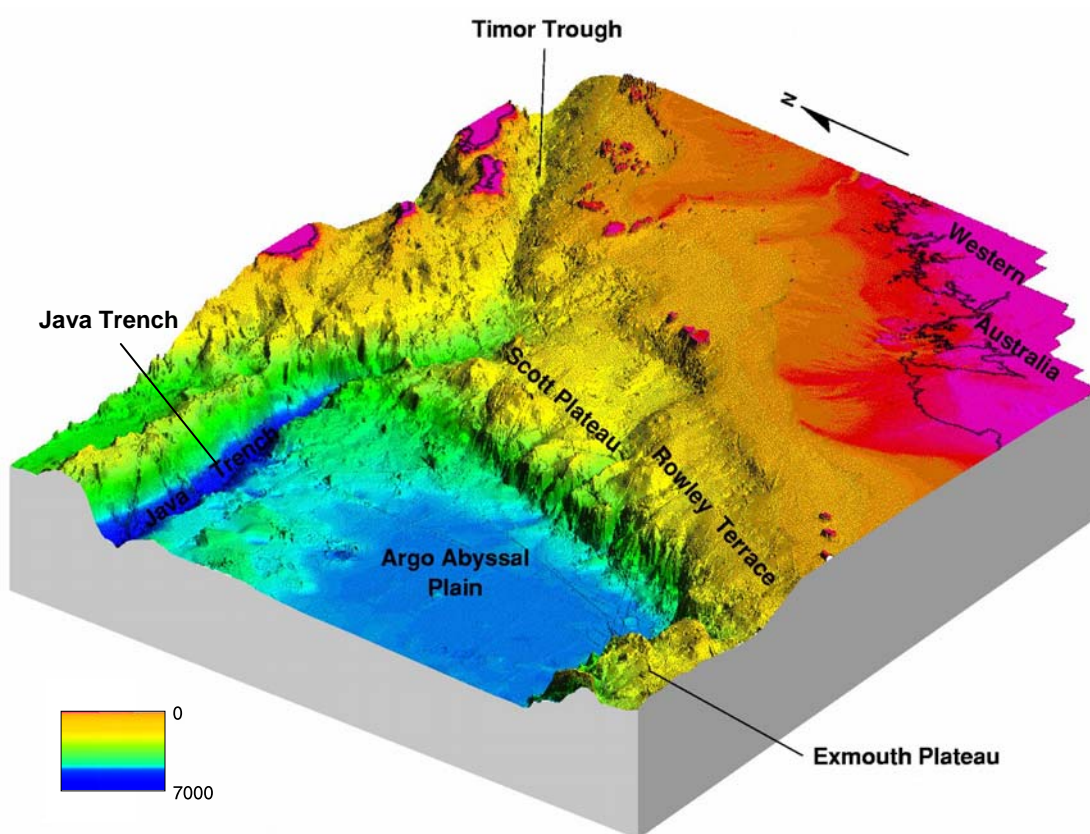 Timor Trough
N
Western
Australia
Java Trench
Scott Plateau
Rowley Terrace
Java Trench
Argo Abyssal
Plain
0
7000
Exmouth Plateau